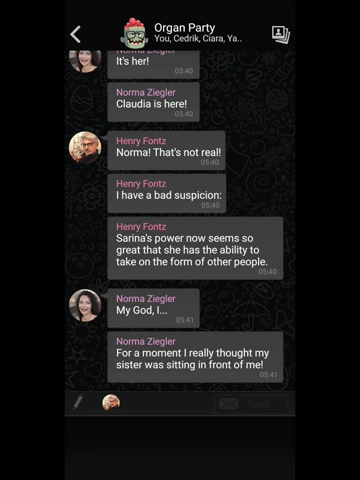 Organ Party
You, Cedrik, Ciara, Ya..
It's her!
05:40
Norma Ziegler
Claudia is here!
05:40
Henry Fontz
Norma! That's not real!
05:40
Henry Fontz
I have a bad suspicion:
05:40
Henry Fontz
Sarina's power now seems so
great that she has the ability to
take on the form of other people.
05:40
Norma Ziegler
My God, I...
05:41
Norma Ziegler
For a moment I really thought my
sister was sitting in front of me!
05:41
Send